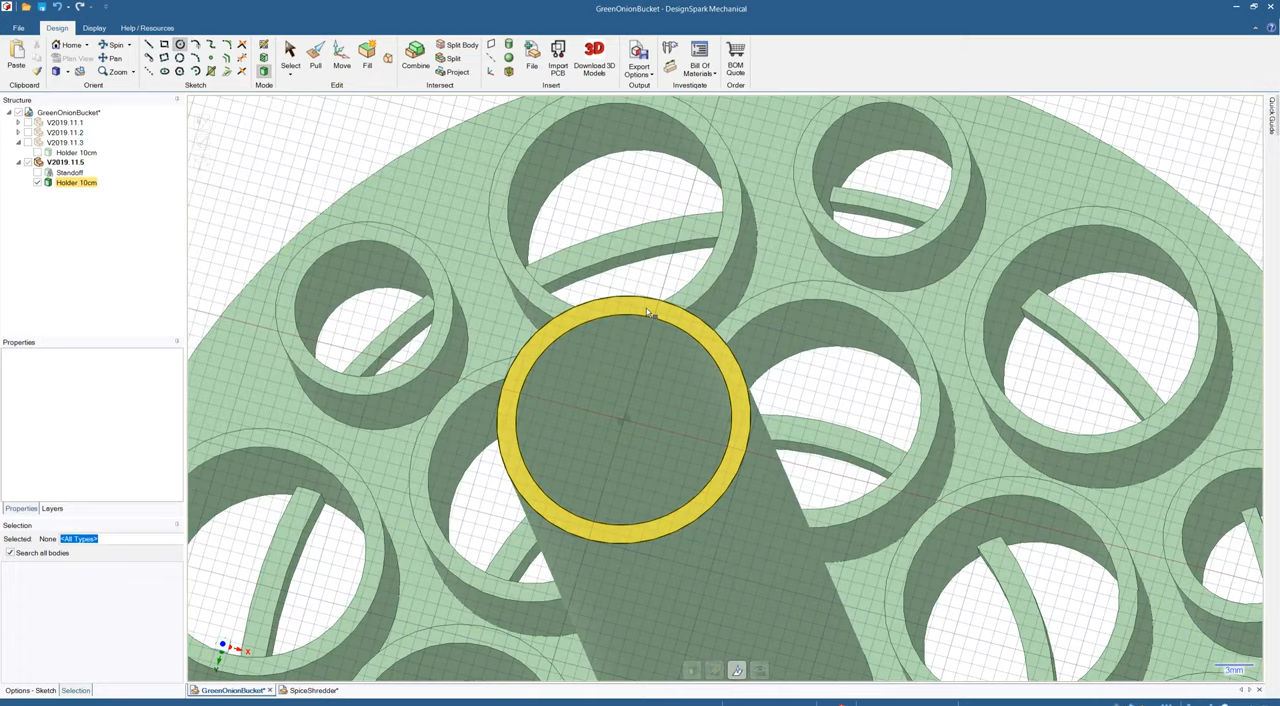 GreenOnionBucket - DesignSpark Mechanical
File Design Display Help / Resources
Paste
Home Spin
Plan View Pan
Zoom
Select Pull Move Fill
Combine
Split Body
Split
Project
File Import PCB Download 3D Models
Export Options
Bill Of Materials
BOM Quote
Clipboard Orient Sketch Mode Edit Intersect Insert Output Investigate Order
Structure
GreenOnionBucket*
V2019.11.1
V2019.11.2
V2019.11.3
Holder 10cm
V2019.11.5
Standoff
Holder 10cm
Quick Guide
Properties
Properties Layers
Selection
Selected: None <All Types>
Search all bodies
X
3mm
Options - Sketch Selection
GreenOnionBucket* SpiceShredder*